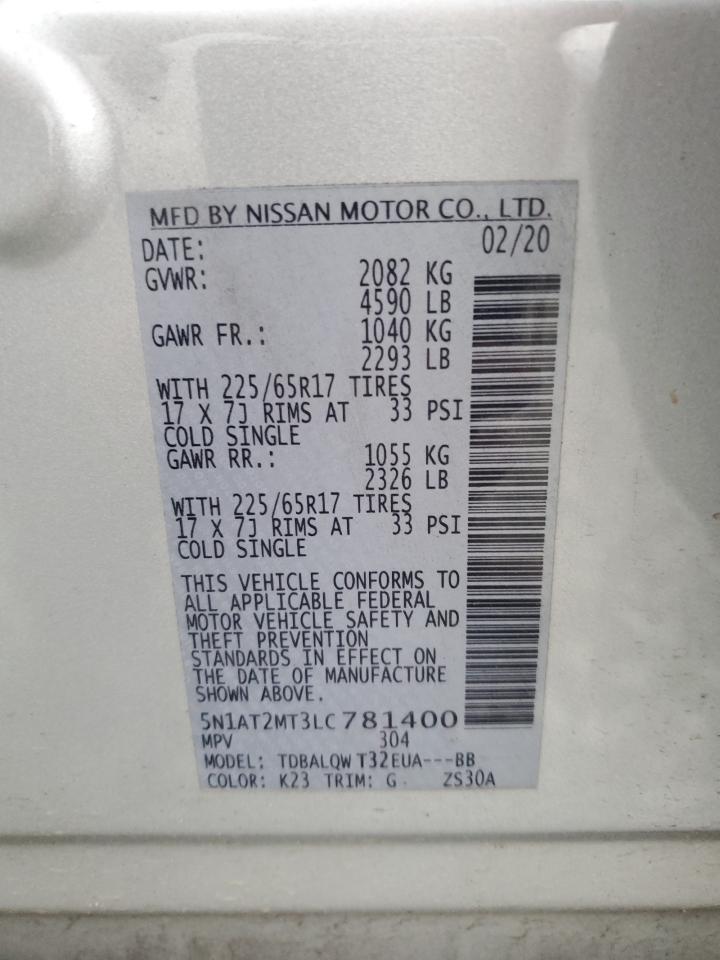 MFD BY NISSAN MOTOR CO., LTD.
DATE: 02/20
GVWR: 2082 KG
4590 LB
GAWR FR.: 1040 KG
2293 LB
WITH 225/65R17 TIRES
17 X 7J RIMS AT 33 PSI
COLD SINGLE
GAWR RR.: 1055 KG
2326 LB
WITH 225/65R17 TIRES
17 X 7J RIMS AT 33 PSI
COLD SINGLE
THIS VEHICLE CONFORMS TO
ALL APPLICABLE FEDERAL
MOTOR VEHICLE SAFETY AND
THEFT PREVENTION
STANDARDS IN EFFECT ON
THE DATE OF MANUFACTURE
SHOWN ABOVE.
5N1AT2MT3LC781400
MPV 304
MODEL: TDBALQW T32EUA---BB
COLOR: K23 TRIM: G ZS30A